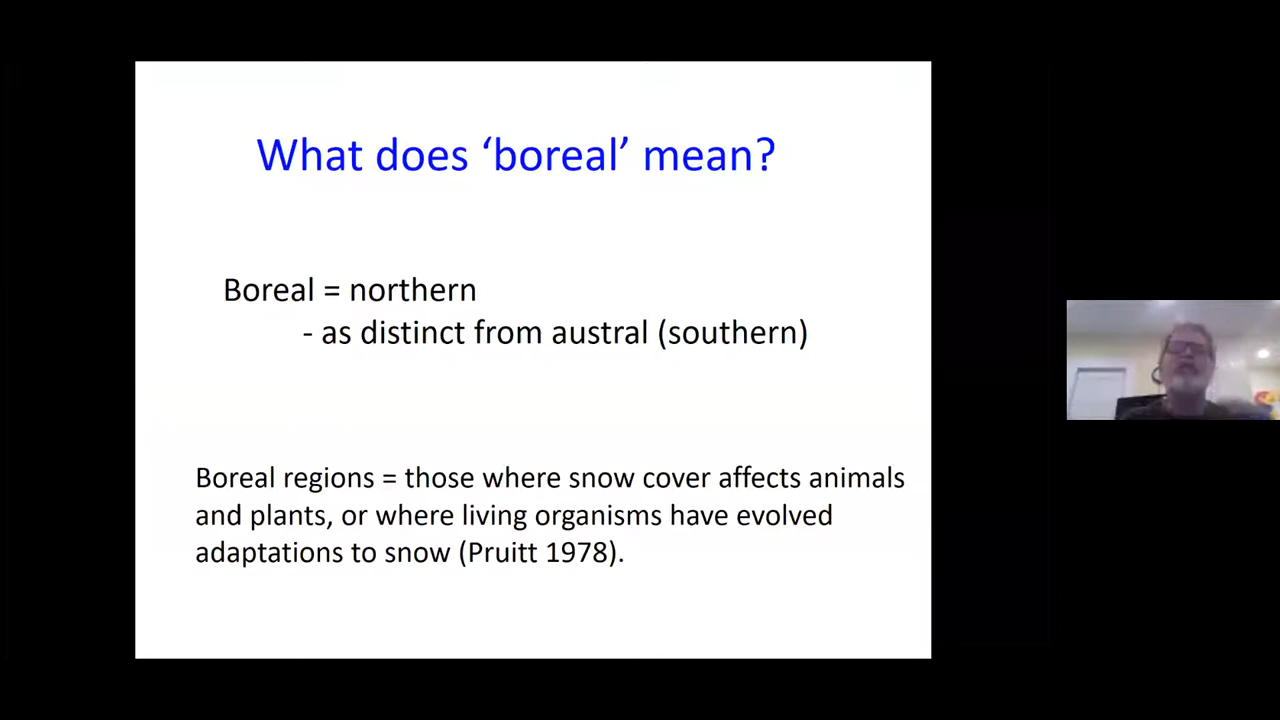 What does ‘boreal’ mean?
Boreal = northern
- as distinct from austral (southern)
Boreal regions = those where snow cover affects animals
and plants, or where living organisms have evolved
adaptations to snow (Pruitt 1978).